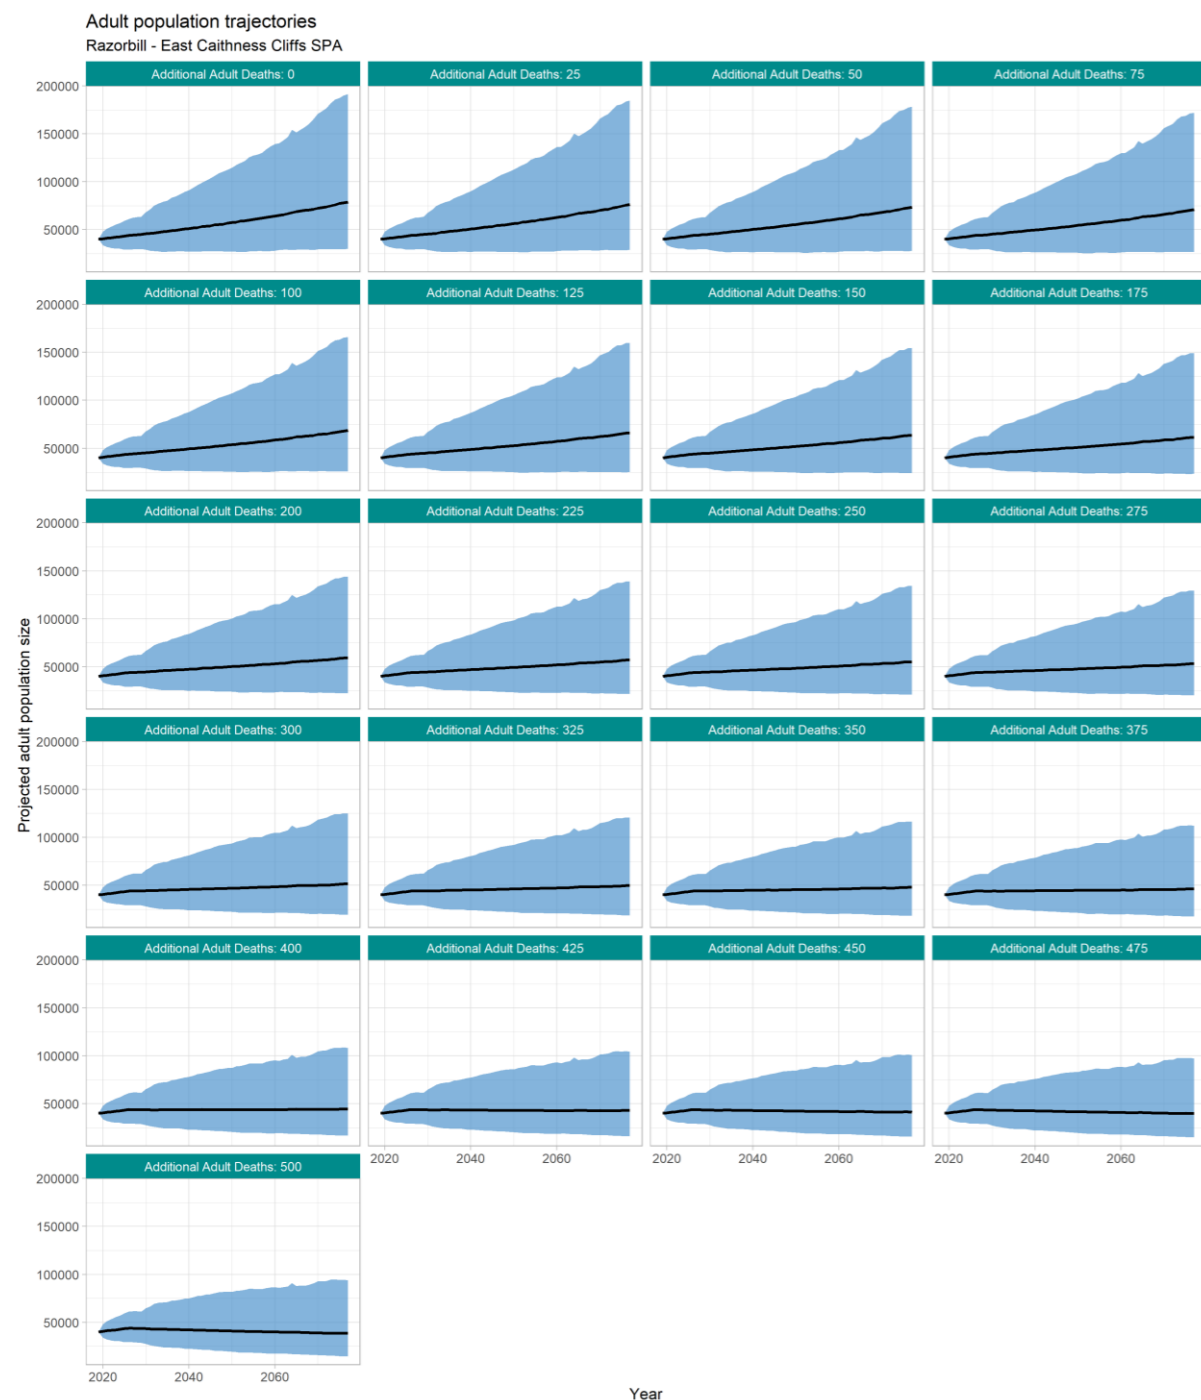 Adult population trajectories
Razorbill - East Caithness Cliffs SPA
Additional Adult Deaths: 0
Additional Adult Deaths: 25
Additional Adult Deaths: 50
Additional Adult Deaths: 75
200000
150000
100000
50000
Additional Adult Deaths: 100
Additional Adult Deaths: 125
Additional Adult Deaths: 150
Additional Adult Deaths: 175
200000
150000
100000
50000
Additional Adult Deaths: 200
Additional Adult Deaths: 225
Additional Adult Deaths: 250
Additional Adult Deaths: 275
200000
150000
100000
50000
Projected adult population size
Additional Adult Deaths: 300
Additional Adult Deaths: 325
Additional Adult Deaths: 350
Additional Adult Deaths: 375
200000
150000
100000
50000
Additional Adult Deaths: 400
Additional Adult Deaths: 425
Additional Adult Deaths: 450
Additional Adult Deaths: 475
200000
150000
100000
50000
2020 2040 2060
2020 2040 2060
2020 2040 2060
Additional Adult Deaths: 500
200000
150000
100000
50000
2020 2040 2060
Year